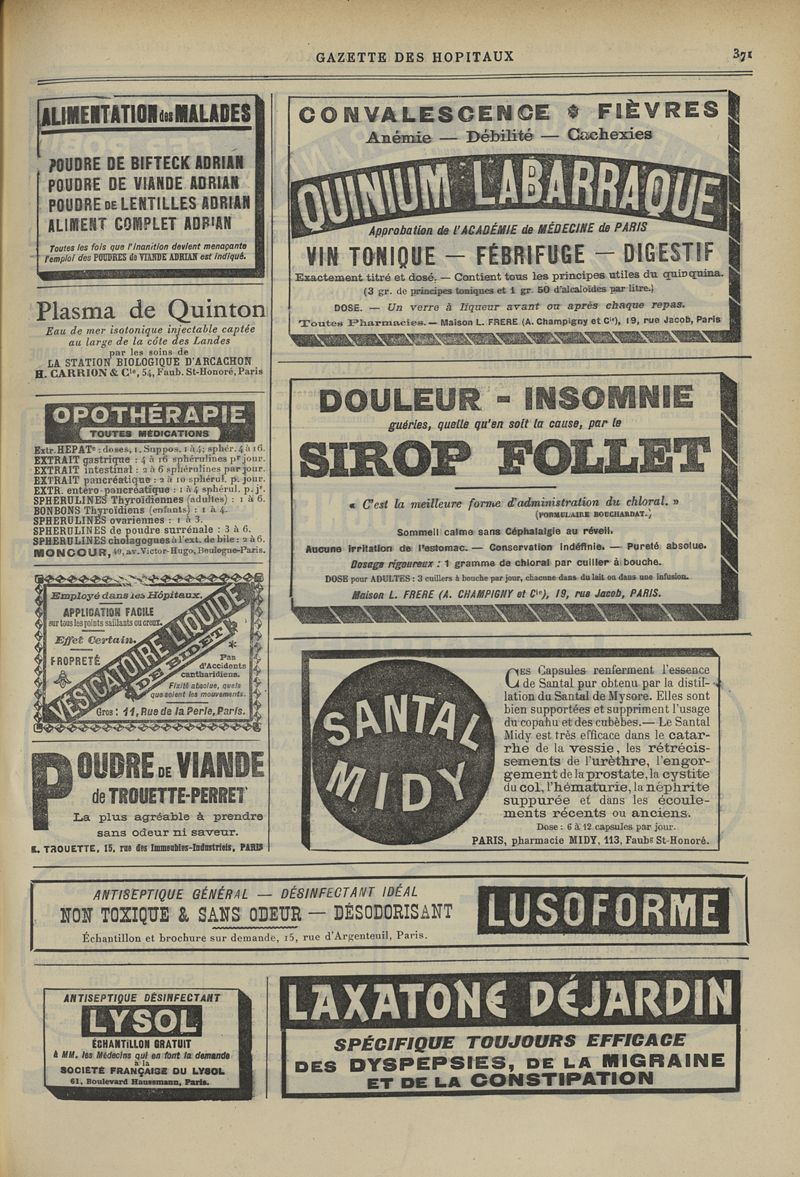 GAZETTE DES HOPITAUX
371
ALIMENTATION des MALADES
POUDRE DE BIFTECK ADRIAN
POUDRE DE VIANDE ADRIAN
POUDRE DE LENTILLES ADRIAN
ALIMENT COMPLET ADRIAN
Toutes les fois que l'inanition devient menaçante
l'emploi des POUDRES de VIANDE ADRIAN est indiqué.
Plasma de Quinton
Eau de mer isotonique injectable captée
au large de la côte des Landes
par les soins de
LA STATION BIOLOGIQUE D'ARCACHON
H. CARRION & Cie, 54, Faub. St-Honoré, Paris
OPOTHÉRAPIE
TOUTES MÉDICATIONS
Extr. HEPATe: doses, 1. Suppos. 1 à 4; sphér. 4 à 16.
EXTRAIT gastrique : 4 à 16 sphérulines pr jour.
EXTRAIT intestinal : 2 à 6 sphérulines par jour.
EXTRAIT pancréatique : 2 à 10 sphérul. p. jour.
EXTR. entéro-pancréatique : 1 à 4 sphérul. p. jr.
SPHERULINES Thyroïdiennes (adultes) : 1 à 6.
BONBONS Thyroïdiens (enfants) : 1 à 4.
SPHERULINES ovariennes : 1 à 3.
SPHERULINES de poudre surrénale : 3 à 6.
SPHERULINES cholagogues à l'ext. de bile : 2 à 6.
MONCOUR, 49, av. Victor-Hugo, Boulogne-Paris.
Employé dans les Hôpitaux.
APPLICATION FACILE
sur tous les points saillants ou creux.
Effet Certain.
PROPRETÉ
VESICATOIRE LIQUIDE
DE BIDET
Pas
d'Accidents
cantharidiens.
Fixité absolue, quels
que soient les mouvements.
Gros : 11, Rue de la Perle, Paris.
POUDRE DE VIANDE
de TROUETTE-PERRET
La plus agréable à prendre
sans odeur ni saveur.
E. TROUETTE, 15, rue des Immeubles-Industriels, PARIS
CONVALESCENCE FIÈVRES
Anémie — Débilité — Cachexies
QUINIUM LABARRAQUE
Approbation de l'ACADÉMIE de MÉDECINE de PARIS
VIN TONIQUE — FÉBRIFUGE — DIGESTIF
Exactement titré et dosé. — Contient tous les principes utiles du quinquina.
(3 gr. de principes toniques et 1 gr. 50 d'alcaloïdes par litre.)
DOSE. — Un verre à liqueur avant ou après chaque repas.
Toutes Pharmacies. — Maison L. FRERE (A. Champigny et Cie), 19, rue Jacob, Paris
DOULEUR - INSOMNIE
guéries, quelle qu'en soit la cause, par le
SIROP FOLLET
« C'est la meilleure forme d'administration du chloral. »
(FORMULAIRE BOUCHARDAT.)
Sommeil calme sans Céphalalgie au réveil.
Aucune irritation de l'estomac. — Conservation indéfinie. — Pureté absolue.
Dosage rigoureux : 1 gramme de chloral par cuiller à bouche.
DOSE pour ADULTES : 3 cuillers à bouche par jour, chacune dans du lait ou dans une infusion.
Maison L. FRERE (A. CHAMPIGNY et Cie), 19, rue Jacob, PARIS.
SANTAL
MIDY
CES Capsules renferment l'essence
de Santal pur obtenu par la distil-
lation du Santal de Mysore. Elles sont
bien supportées et suppriment l'usage
du copahu et des cubèbes.— Le Santal
Midy est très efficace dans le catar-
rhe de la vessie, les rétrécis-
sements de l'urèthre, l'engor-
gement de la prostate, la cystite
du col, l'hématurie, la néphrite
suppurée et dans les écoule-
ments récents ou anciens.
Dose : 6 à 12 capsules par jour.
PARIS, pharmacie MIDY, 113, Faubg St-Honoré.
ANTISEPTIQUE GÉNÉRAL — DÉSINFECTANT IDÉAL
NON TOXIQUE & SANS ODEUR — DÉSODORISANT
Échantillon et brochure sur demande, 15, rue d'Argenteuil, Paris.
LUSOFORME
ANTISEPTIQUE DÉSINFECTANT
LYSOL
ÉCHANTILLON GRATUIT
à MM. les Médecins qui en font la demande
à la
SOCIÉTÉ FRANÇAISE DU LYSOL
61, Boulevard Haussmann, Paris.
LAXATONE DÉJARDIN
SPÉCIFIQUE TOUJOURS EFFICACE
DES DYSPEPSIES, DE LA MIGRAINE
ET DE LA CONSTIPATION